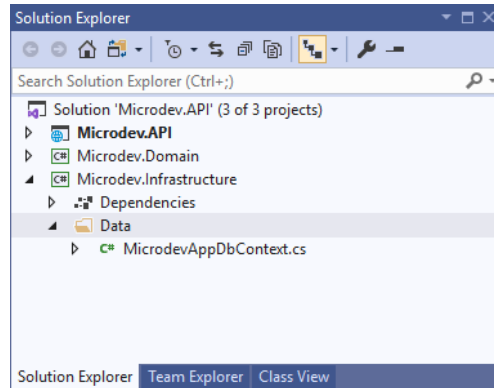 Solution Explorer
Search Solution Explorer (Ctrl+;)
Solution 'Microdev.API' (3 of 3 projects)
Microdev.API
C# Microdev.Domain
C# Microdev.Infrastructure
Dependencies
Data
C# MicrodevAppDbContext.cs
Solution Explorer Team Explorer Class View